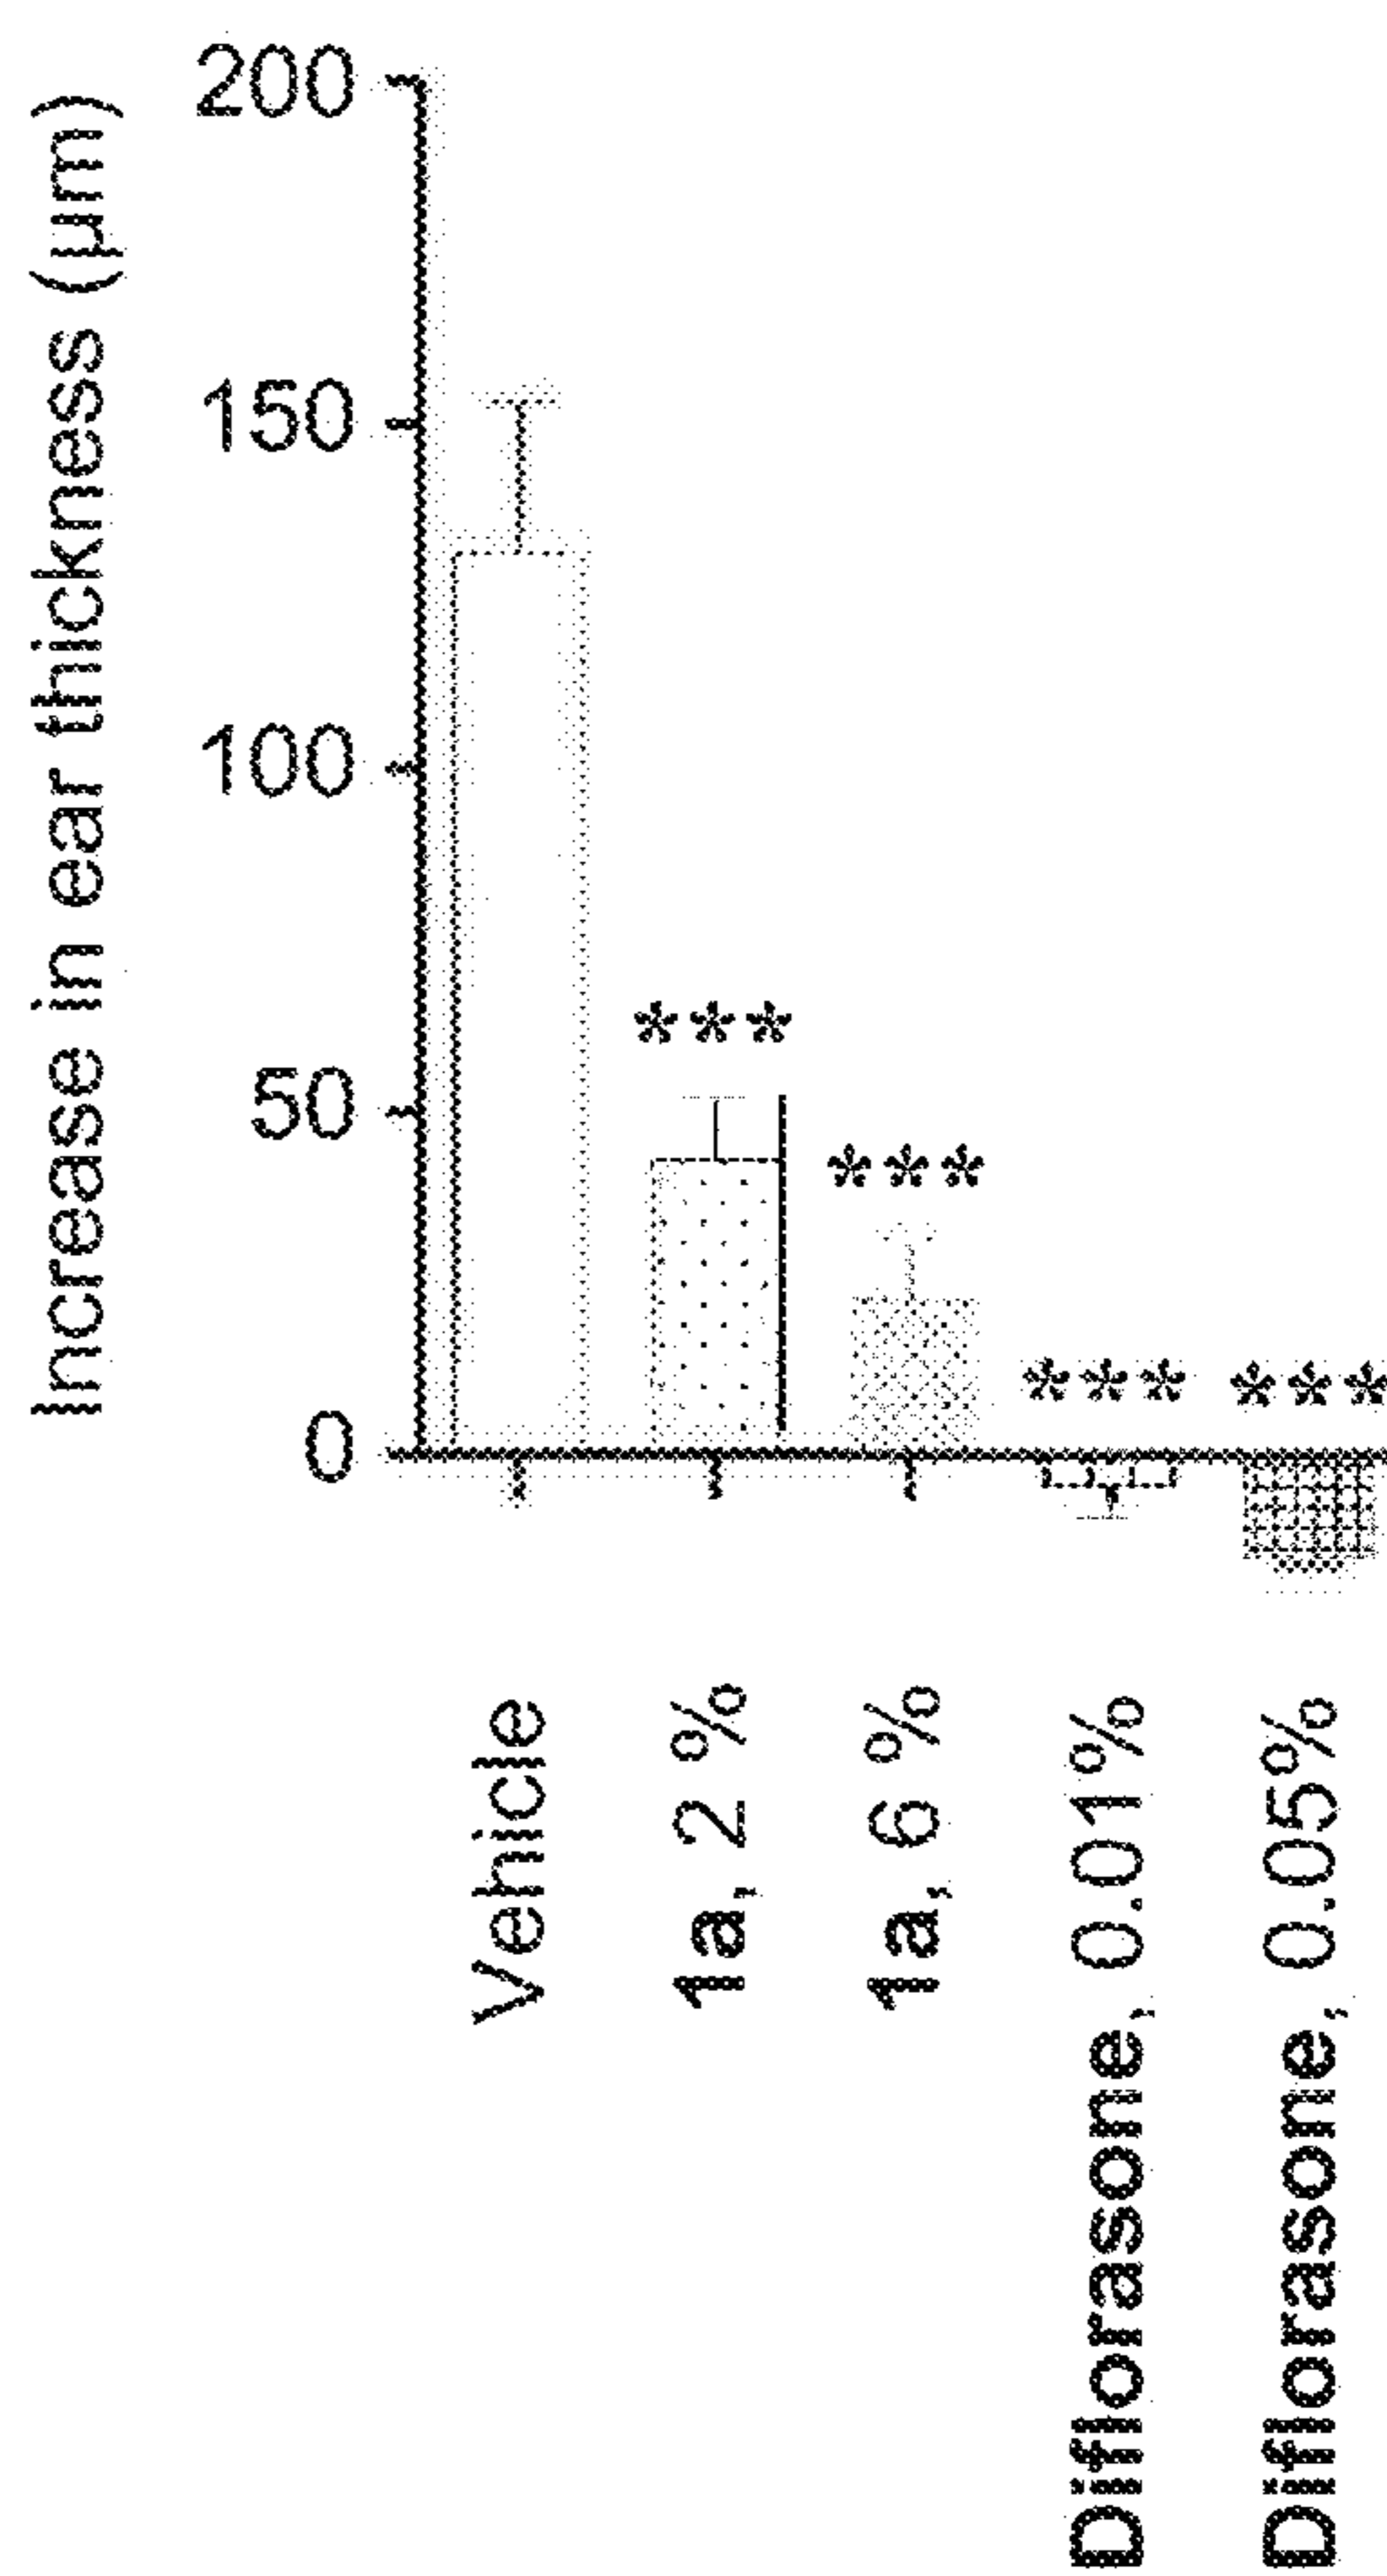 Increase in ear thickness (µm)
200
150
100
50
0
***
***
***
***
Vehicle
1a, 2 %
1a, 6 %
Diflorasone, 0.01%
Diflorasone, 0.05%